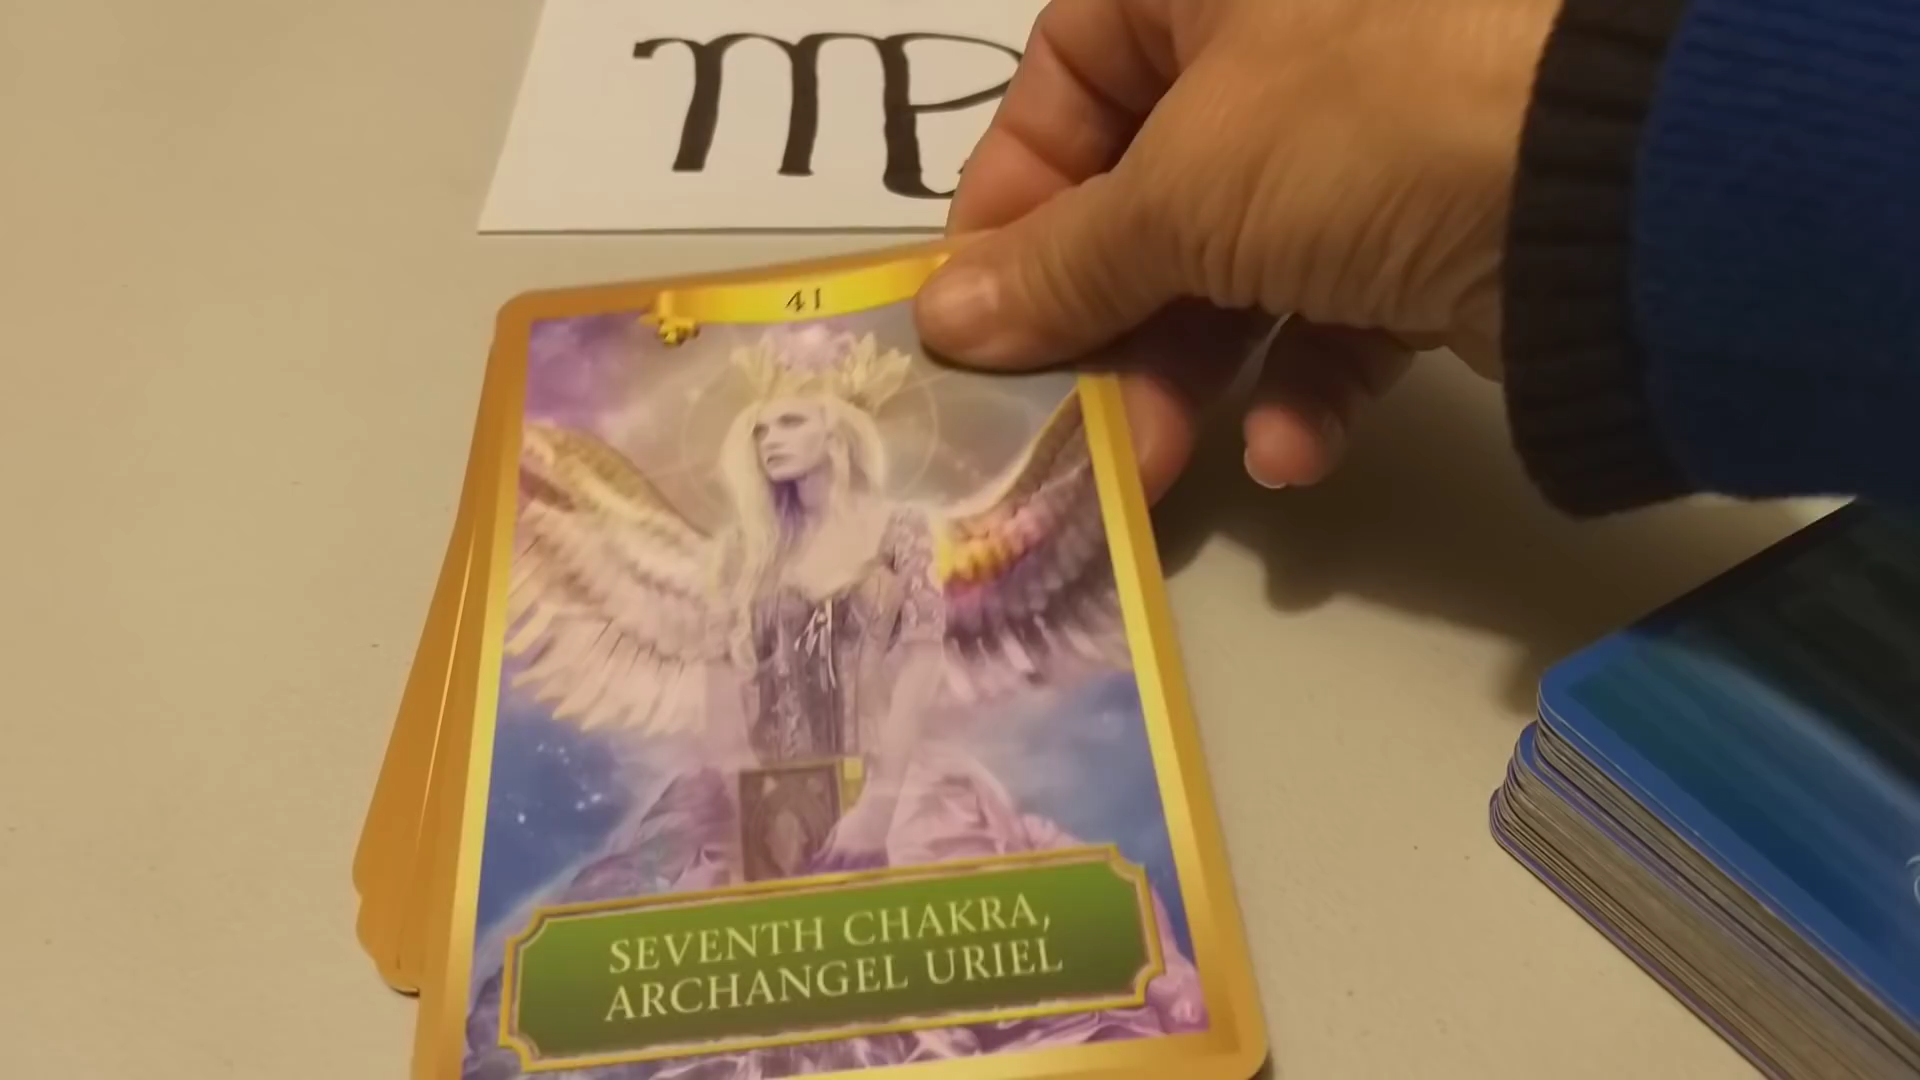 ♍
41
SEVENTH CHAKRA,
ARCHANGEL URIEL